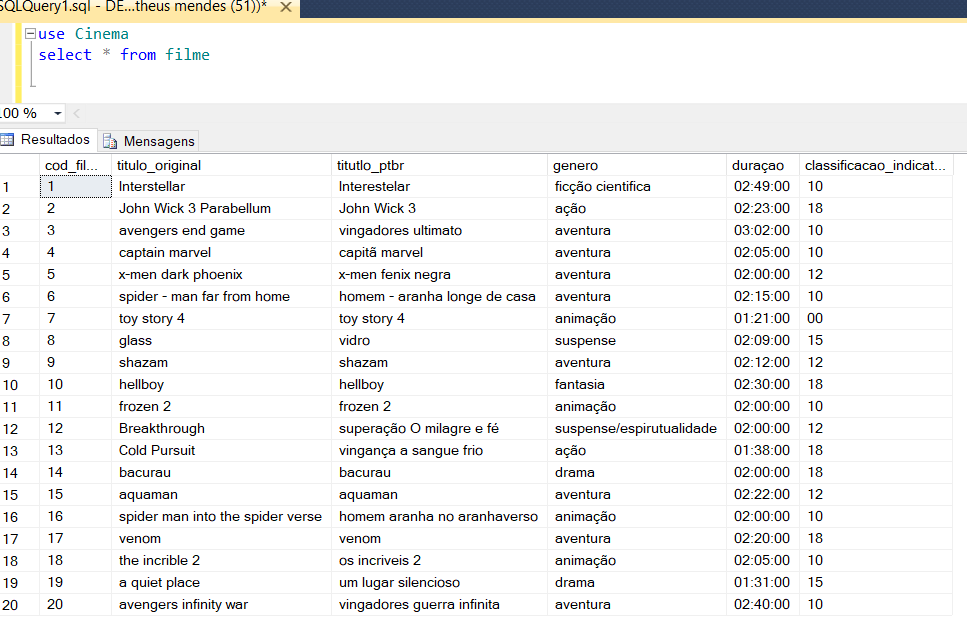 SQLQuery1.sql - DE...theus mendes (51))* ✕
use Cinema
select * from filme
.00 %
Resultados Mensagens
cod_fil... titulo_original titutlo_ptbr genero duraçao classificacao_indicat...
1 1 Interstellar Interestelar ficção cientifica 02:49:00 10
2 2 John Wick 3 Parabellum John Wick 3 ação 02:23:00 18
3 3 avengers end game vingadores ultimato aventura 03:02:00 10
4 4 captain marvel capitã marvel aventura 02:05:00 10
5 5 x-men dark phoenix x-men fenix negra aventura 02:00:00 12
6 6 spider - man far from home homem - aranha longe de casa aventura 02:15:00 10
7 7 toy story 4 toy story 4 animação 01:21:00 00
8 8 glass vidro suspense 02:09:00 15
9 9 shazam shazam aventura 02:12:00 12
10 10 hellboy hellboy fantasia 02:30:00 18
11 11 frozen 2 frozen 2 animação 02:00:00 10
12 12 Breakthrough superação O milagre e fé suspense/espirutualidade 02:00:00 12
13 13 Cold Pursuit vingança a sangue frio ação 01:38:00 18
14 14 bacurau bacurau drama 02:00:00 18
15 15 aquaman aquaman aventura 02:22:00 12
16 16 spider man into the spider verse homem aranha no aranhaverso animação 02:00:00 10
17 17 venom venom aventura 02:20:00 18
18 18 the incrible 2 os incriveis 2 animação 02:05:00 10
19 19 a quiet place um lugar silencioso drama 01:31:00 15
20 20 avengers infinity war vingadores guerra infinita aventura 02:40:00 10